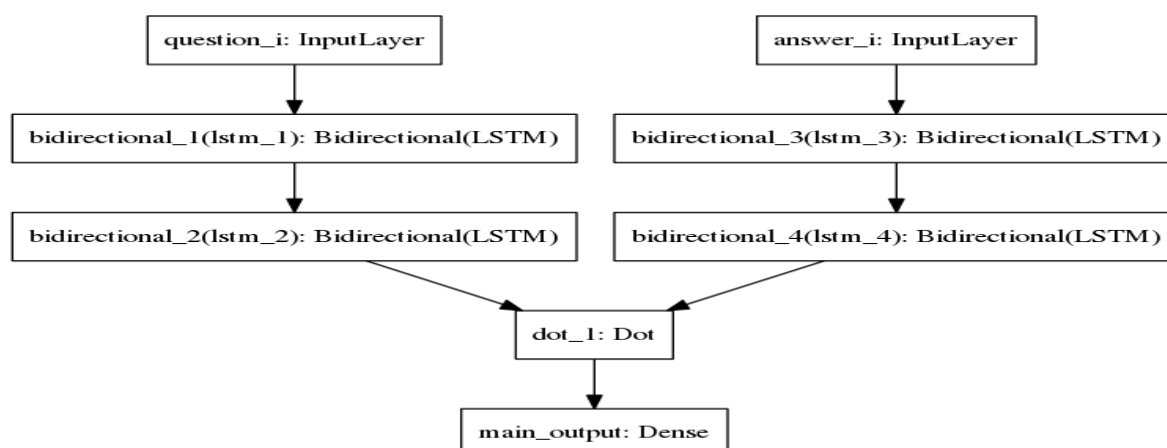 question_i: InputLayer
answer_i: InputLayer
bidirectional_1(lstm_1): Bidirectional(LSTM)
bidirectional_3(lstm_3): Bidirectional(LSTM)
bidirectional_2(lstm_2): Bidirectional(LSTM)
bidirectional_4(lstm_4): Bidirectional(LSTM)
dot_1: Dot
main_output: Dense